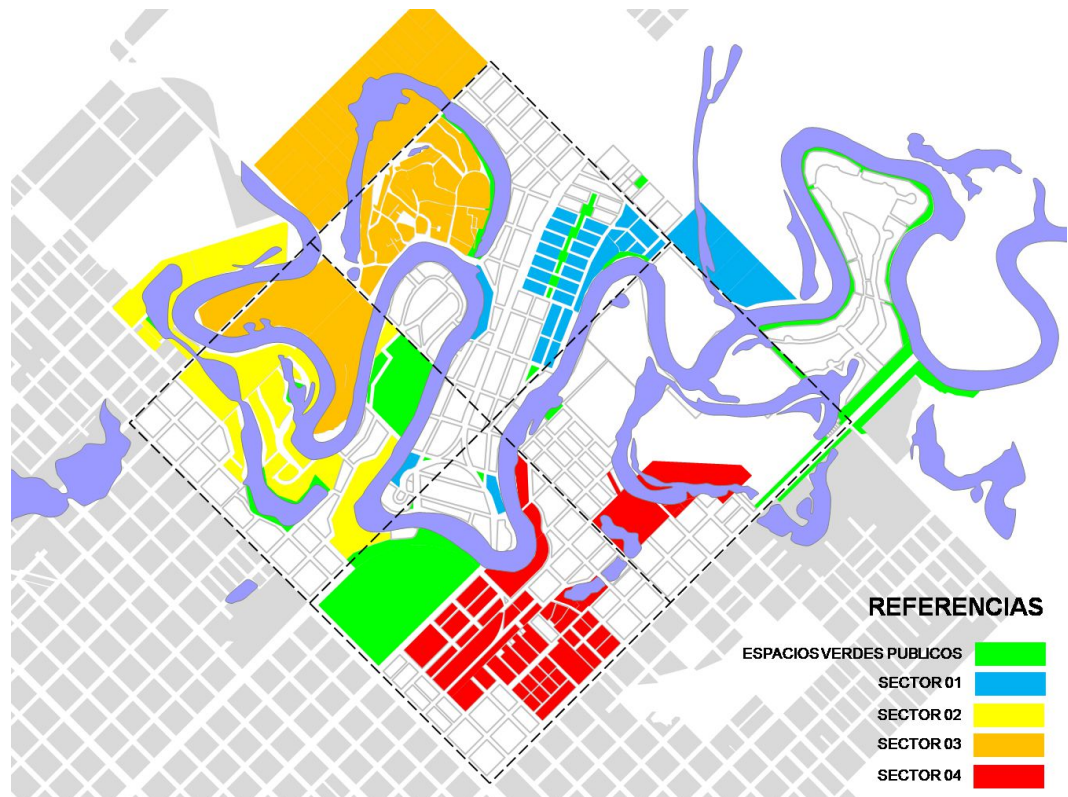 REFERENCIAS
ESPACIOS VERDES PUBLICOS
SECTOR 01
SECTOR 02
SECTOR 03
SECTOR 04